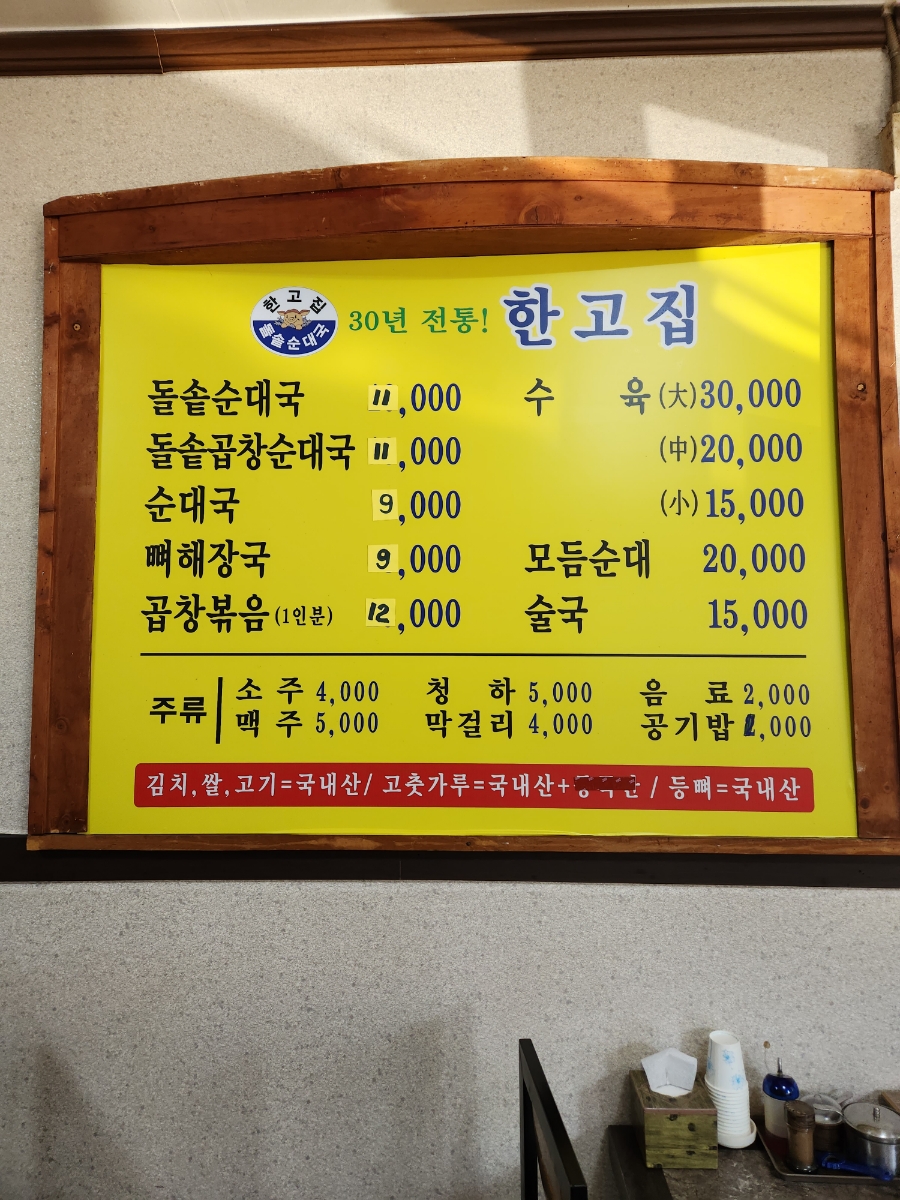 한고집
돌솥순대국
30년 전통! 한고집
돌솥순대국 11,000
돌솥곱창순대국 11,000
순대국 9,000
뼈해장국 9,000
곱창볶음(1인분) 12,000
수 육 (大) 30,000
(中) 20,000
(小) 15,000
모듬순대 20,000
술국 15,000
주류
소주 4,000 청하 5,000 음료 2,000
맥주 5,000 막걸리 4,000 공기밥 ,000
김치,쌀,고기=국내산/ 고춧가루=국내산+ / 등뼈=국내산